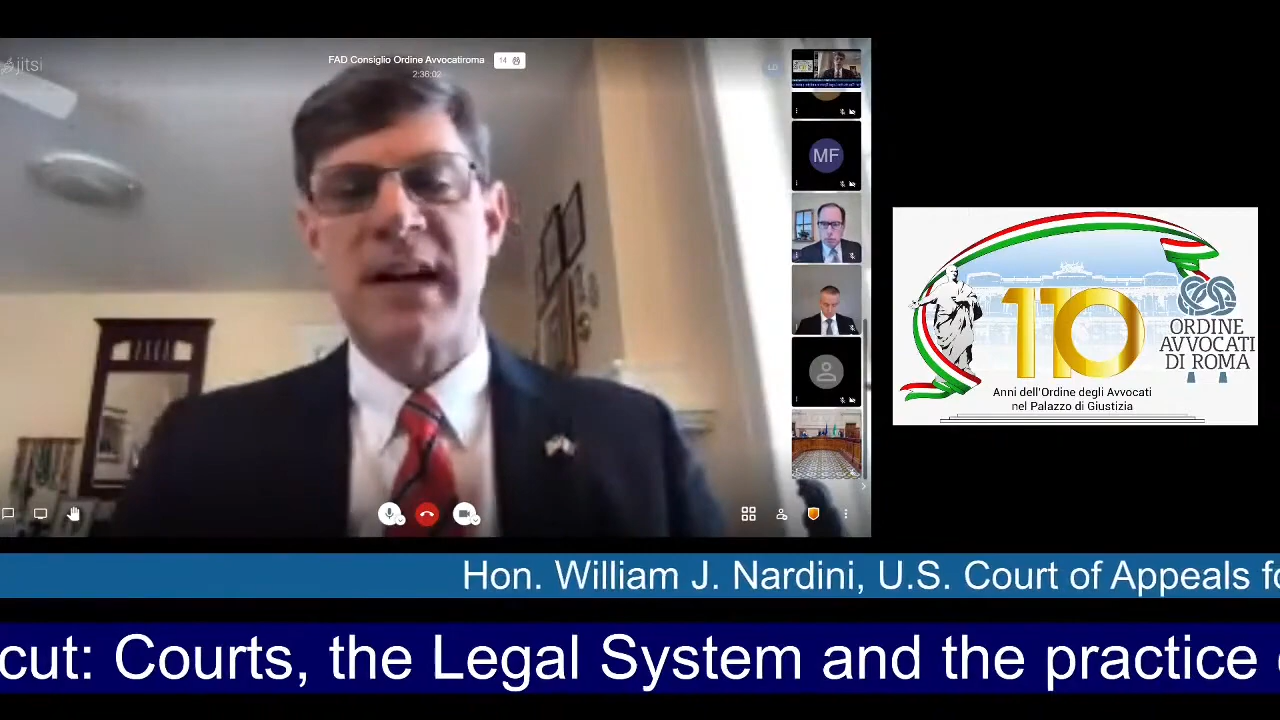 jitsi
FAD Consiglio Ordine Avvocatiroma
14
2:36:02
LD
MF
110
ORDINE
AVVOCATI
DI ROMA
Anni dell'Ordine degli Avvocati
nel Palazzo di Giustizia
Hon. William J. Nardini, U.S. Court of Appeals fo
cut: Courts, the Legal System and the practice